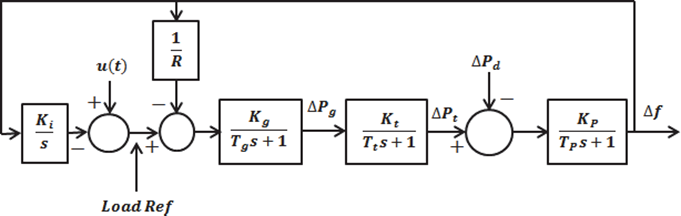 1
R
u(t)
ΔP_d
+
−
−
K_i
s
−
+
K_g
T_g s + 1
ΔP_g
K_t
T_t s + 1
ΔP_t
+
K_P
T_P s + 1
Δf
Load Ref